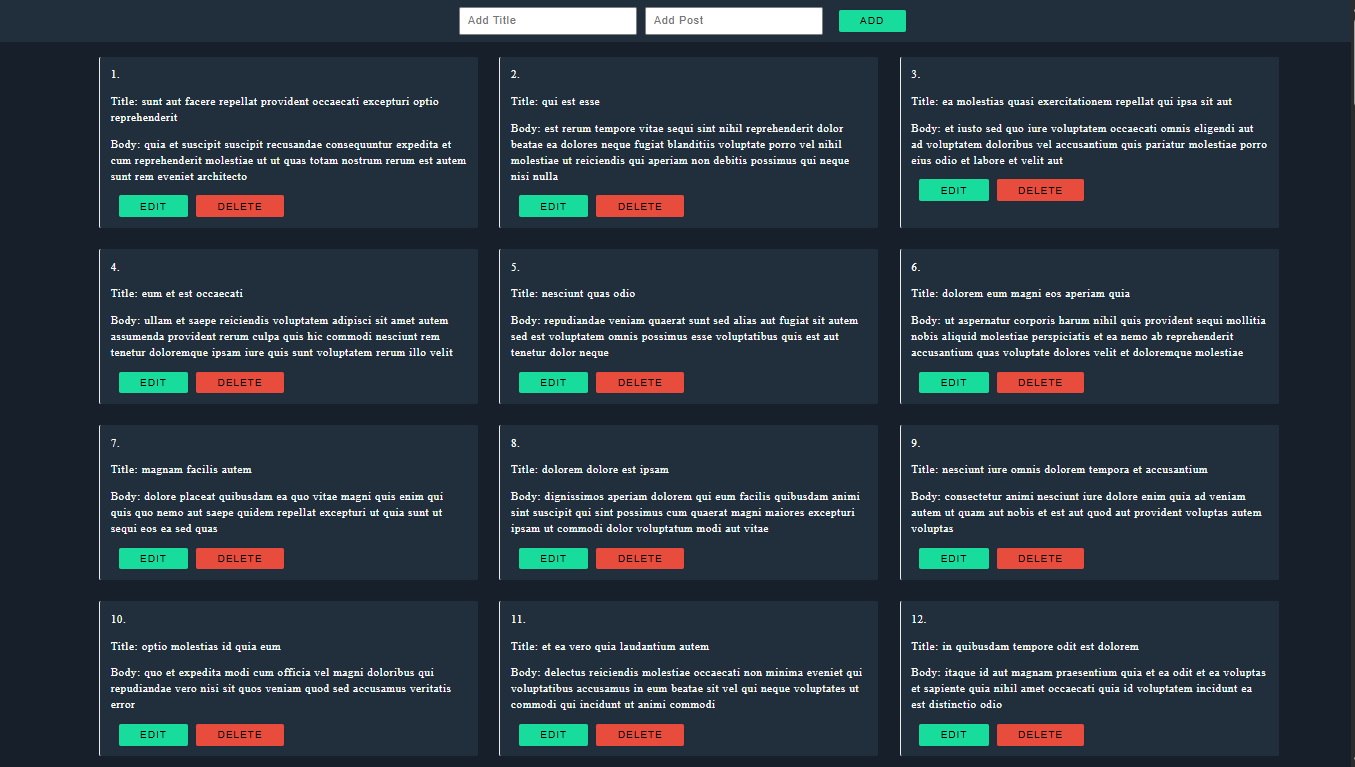 Add Title
Add Post
ADD
1.
Title: sunt aut facere repellat provident occaecati excepturi optio
reprehenderit
Body: quia et suscipit suscipit recusandae consequuntur expedita et
cum reprehenderit molestiae ut ut quas totam nostrum rerum est autem
sunt rem eveniet architecto
EDIT
DELETE
2.
Title: qui est esse
Body: est rerum tempore vitae sequi sint nihil reprehenderit dolor
beatae ea dolores neque fugiat blanditiis voluptate porro vel nihil
molestiae ut reiciendis qui aperiam non debitis possimus qui neque
nisi nulla
EDIT
DELETE
3.
Title: ea molestias quasi exercitationem repellat qui ipsa sit aut
Body: et iusto sed quo iure voluptatem occaecati omnis eligendi aut
ad voluptatem doloribus vel accusantium quis pariatur molestiae porro
eius odio et labore et velit aut
EDIT
DELETE
4.
Title: eum et est occaecati
Body: ullam et saepe reiciendis voluptatem adipisci sit amet autem
assumenda provident rerum culpa quis hic commodi nesciunt rem
tenetur doloremque ipsam iure quis sunt voluptatem rerum illo velit
EDIT
DELETE
5.
Title: nesciunt quas odio
Body: repudiandae veniam quaerat sunt sed alias aut fugiat sit autem
sed est voluptatem omnis possimus esse voluptatibus quis est aut
tenetur dolor neque
EDIT
DELETE
6.
Title: dolorem eum magni eos aperiam quia
Body: ut aspernatur corporis harum nihil quis provident sequi mollitia
nobis aliquid molestiae perspiciatis et ea nemo ab reprehenderit
accusantium quas voluptate dolores velit et doloremque molestiae
EDIT
DELETE
7.
Title: magnam facilis autem
Body: dolore placeat quibusdam ea quo vitae magni quis enim qui
quis quo nemo aut saepe quidem repellat excepturi ut quia sunt ut
sequi eos ea sed quas
EDIT
DELETE
8.
Title: dolorem dolore est ipsam
Body: dignissimos aperiam dolorem qui eum facilis quibusdam animi
sint suscipit qui sint possimus cum quaerat magni maiores excepturi
ipsam ut commodi dolor voluptatum modi aut vitae
EDIT
DELETE
9.
Title: nesciunt iure omnis dolorem tempora et accusantium
Body: consectetur animi nesciunt iure dolore enim quia ad veniam
autem ut quam aut nobis et est aut quod aut provident voluptas autem
voluptas
EDIT
DELETE
10.
Title: optio molestias id quia eum
Body: quo et expedita modi cum officia vel magni doloribus qui
repudiandae vero nisi sit quos veniam quod sed accusamus veritatis
error
EDIT
DELETE
11.
Title: et ea vero quia laudantium autem
Body: delectus reiciendis molestiae occaecati non minima eveniet qui
voluptatibus accusamus in eum beatae sit vel qui neque voluptates ut
commodi qui incidunt ut animi commodi
EDIT
DELETE
12.
Title: in quibusdam tempore odit est dolorem
Body: itaque id aut magnam praesentium quia et ea odit et ea voluptas
et sapiente quia nihil amet occaecati quia id voluptatem incidunt ea
est distinctio odio
EDIT
DELETE